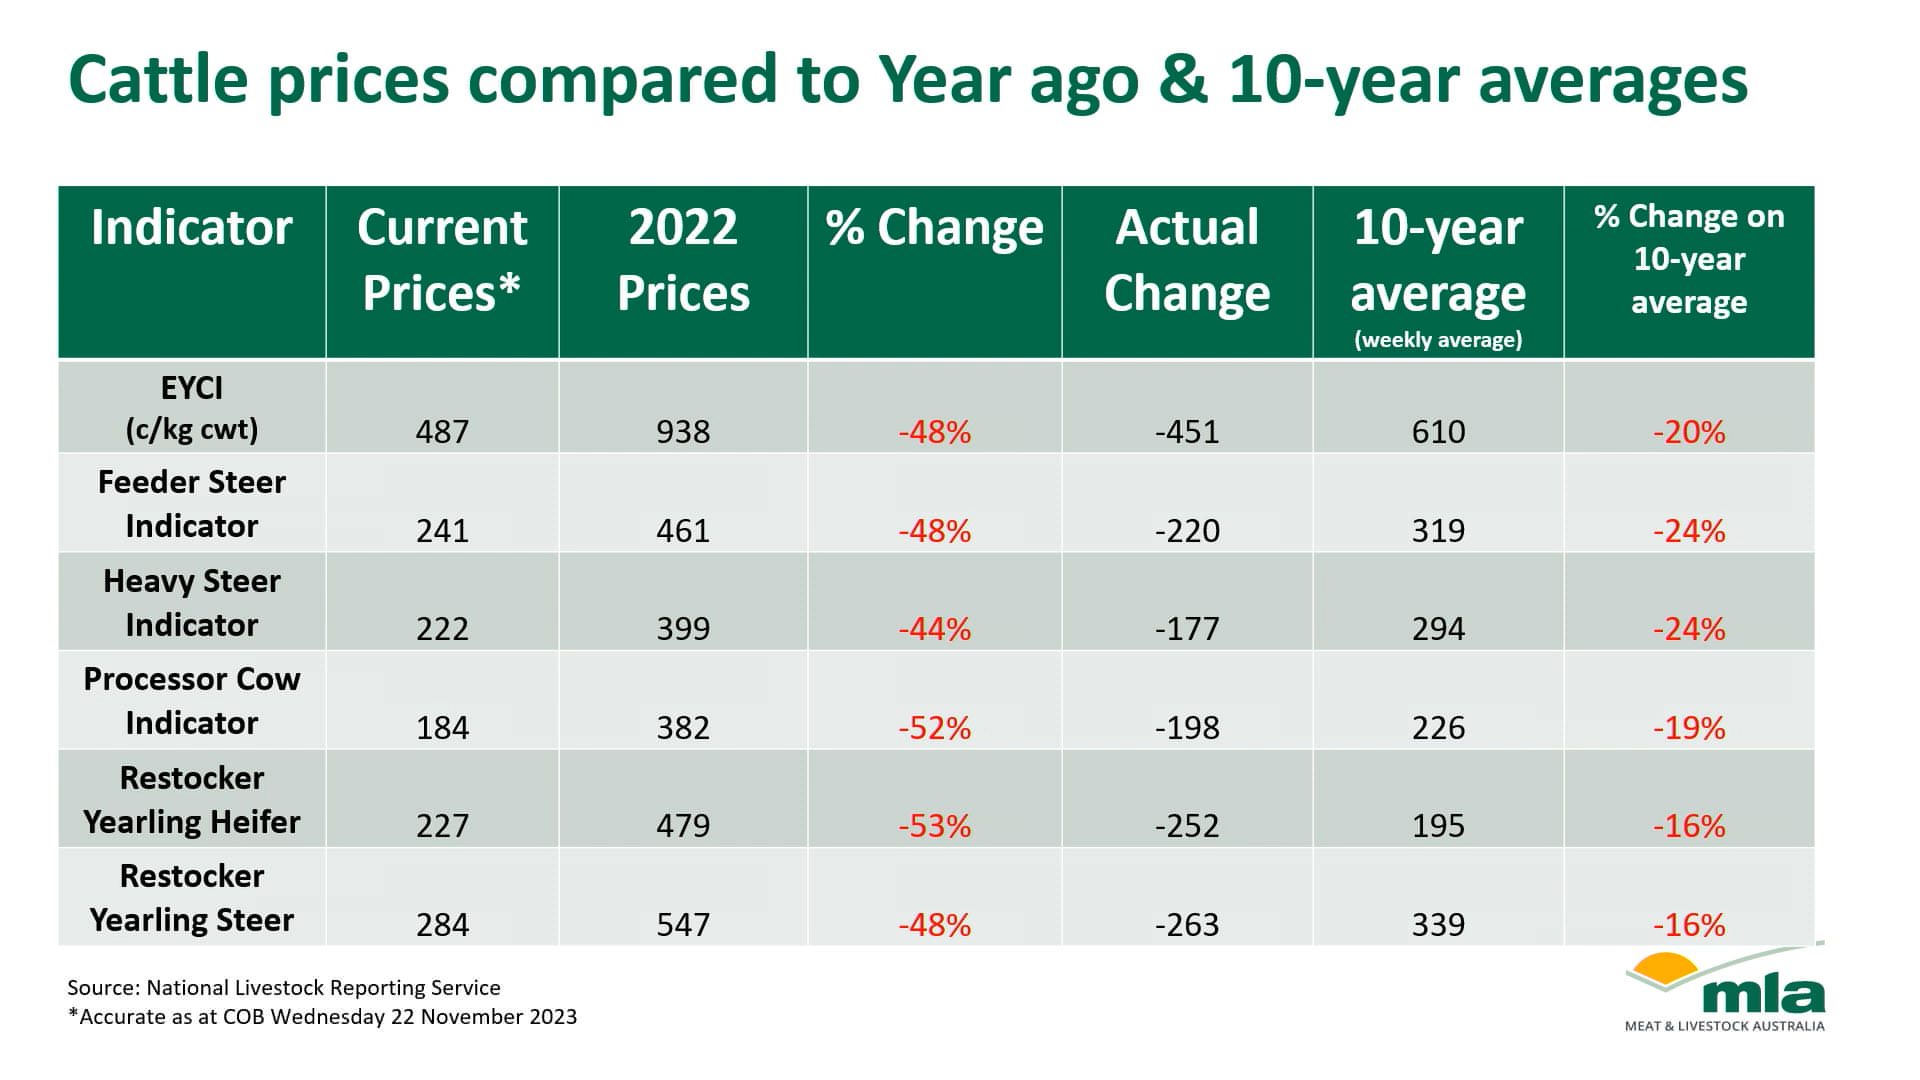 Cattle prices compared to Year ago & 10-year averages
Indicator
Current
Prices*
2022
Prices
% Change
Actual
Change
10-year
average
(weekly average)
% Change on
10-year
average
EYCI
(c/kg cwt)
487
938
-48%
-451
610
-20%
Feeder Steer
Indicator
241
461
-48%
-220
319
-24%
Heavy Steer
Indicator
222
399
-44%
-177
294
-24%
Processor Cow
Indicator
184
382
-52%
-198
226
-19%
Restocker
Yearling Heifer
227
479
-53%
-252
195
-16%
Restocker
Yearling Steer
284
547
-48%
-263
339
-16%
Source: National Livestock Reporting Service
*Accurate as at COB Wednesday 22 November 2023
mla
MEAT & LIVESTOCK AUSTRALIA